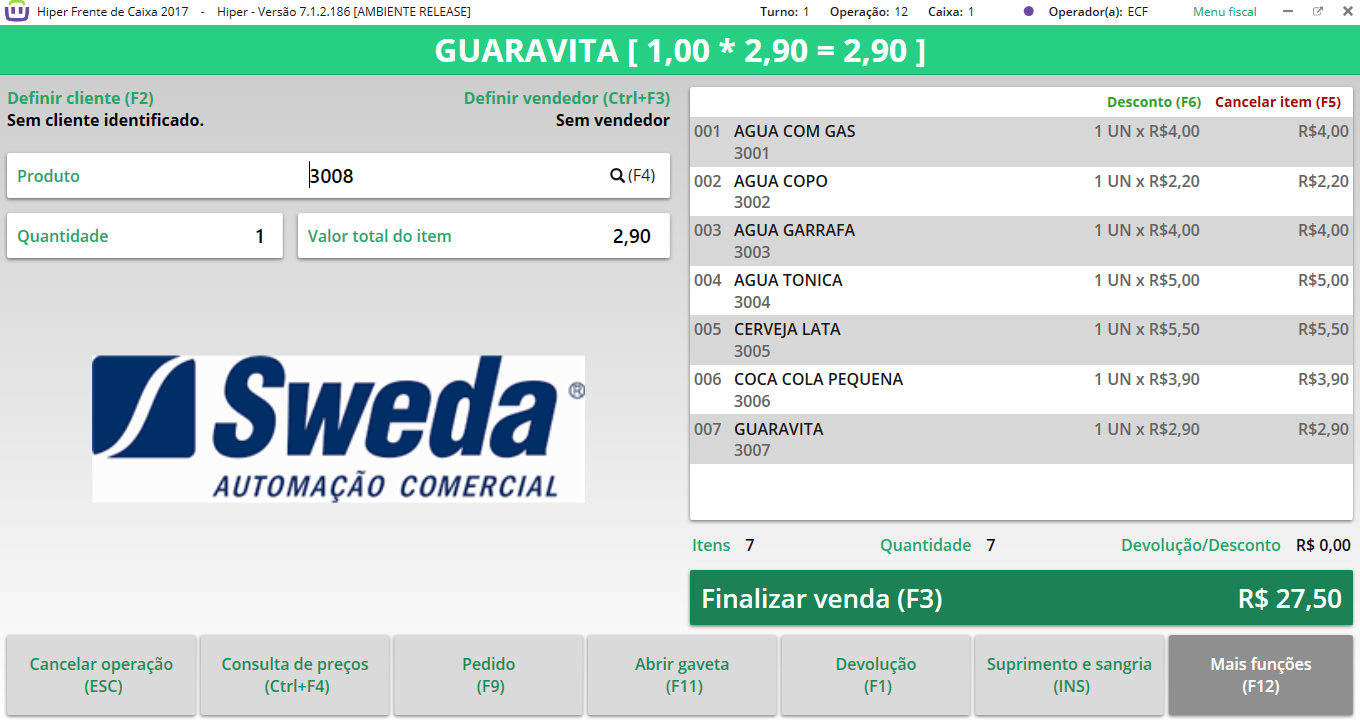 Hiper Frente de Caixa 2017 - Hiper - Versão 7.1.2.186 [AMBIENTE RELEASE] Turno: 1 Operação: 12 Caixa: 1 Operador(a): ECF Menu fiscal
GUARAVITA [ 1,00 * 2,90 = 2,90 ]
Definir cliente (F2) Definir vendedor (Ctrl+F3)
Sem cliente identificado. Sem vendedor
Produto 3008 (F4)
Quantidade 1 Valor total do item 2,90
Sweda®
AUTOMAÇÃO COMERCIAL
Desconto (F6) Cancelar item (F5)
001 AGUA COM GAS 1 UN x R$4,00 R$4,00
3001
002 AGUA COPO 1 UN x R$2,20 R$2,20
3002
003 AGUA GARRAFA 1 UN x R$4,00 R$4,00
3003
004 AGUA TONICA 1 UN x R$5,00 R$5,00
3004
005 CERVEJA LATA 1 UN x R$5,50 R$5,50
3005
006 COCA COLA PEQUENA 1 UN x R$3,90 R$3,90
3006
007 GUARAVITA 1 UN x R$2,90 R$2,90
3007
Itens 7 Quantidade 7 Devolução/Desconto R$ 0,00
Finalizar venda (F3) R$ 27,50
Cancelar operação
(ESC)
Consulta de preços
(Ctrl+F4)
Pedido
(F9)
Abrir gaveta
(F11)
Devolução
(F1)
Suprimento e sangria
(INS)
Mais funções
(F12)